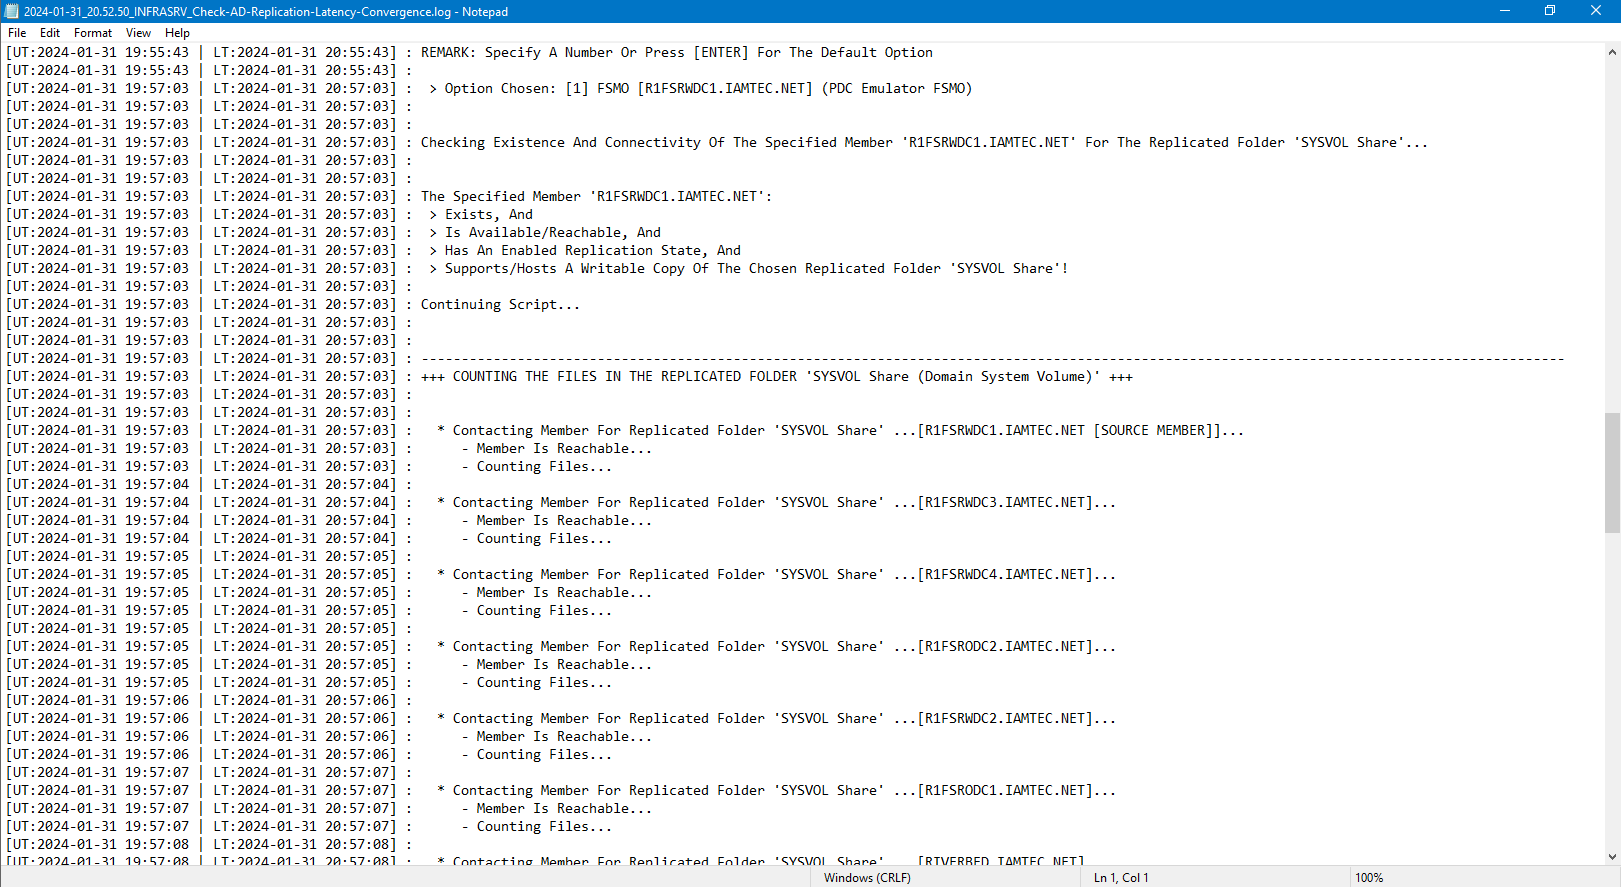 2024-01-31_20.52.50_INFRASRV_Check-AD-Replication-Latency-Convergence.log - Notepad
File Edit Format View Help
[UT:2024-01-31 19:55:43 | LT:2024-01-31 20:55:43] : REMARK: Specify A Number Or Press [ENTER] For The Default Option
[UT:2024-01-31 19:55:43 | LT:2024-01-31 20:55:43] :
[UT:2024-01-31 19:57:03 | LT:2024-01-31 20:57:03] :  > Option Chosen: [1] FSMO [R1FSRWDC1.IAMTEC.NET] (PDC Emulator FSMO)
[UT:2024-01-31 19:57:03 | LT:2024-01-31 20:57:03] :
[UT:2024-01-31 19:57:03 | LT:2024-01-31 20:57:03] :
[UT:2024-01-31 19:57:03 | LT:2024-01-31 20:57:03] : Checking Existence And Connectivity Of The Specified Member 'R1FSRWDC1.IAMTEC.NET' For The Replicated Folder 'SYSVOL Share'...
[UT:2024-01-31 19:57:03 | LT:2024-01-31 20:57:03] :
[UT:2024-01-31 19:57:03 | LT:2024-01-31 20:57:03] :
[UT:2024-01-31 19:57:03 | LT:2024-01-31 20:57:03] : The Specified Member 'R1FSRWDC1.IAMTEC.NET':
[UT:2024-01-31 19:57:03 | LT:2024-01-31 20:57:03] :  > Exists, And
[UT:2024-01-31 19:57:03 | LT:2024-01-31 20:57:03] :  > Is Available/Reachable, And
[UT:2024-01-31 19:57:03 | LT:2024-01-31 20:57:03] :  > Has An Enabled Replication State, And
[UT:2024-01-31 19:57:03 | LT:2024-01-31 20:57:03] :  > Supports/Hosts A Writable Copy Of The Chosen Replicated Folder 'SYSVOL Share'!
[UT:2024-01-31 19:57:03 | LT:2024-01-31 20:57:03] :
[UT:2024-01-31 19:57:03 | LT:2024-01-31 20:57:03] : Continuing Script...
[UT:2024-01-31 19:57:03 | LT:2024-01-31 20:57:03] :
[UT:2024-01-31 19:57:03 | LT:2024-01-31 20:57:03] :
[UT:2024-01-31 19:57:03 | LT:2024-01-31 20:57:03] : -----------------------------------------------------------------------------------------------------------------------------------------------
[UT:2024-01-31 19:57:03 | LT:2024-01-31 20:57:03] : +++ COUNTING THE FILES IN THE REPLICATED FOLDER 'SYSVOL Share (Domain System Volume)' +++
[UT:2024-01-31 19:57:03 | LT:2024-01-31 20:57:03] :
[UT:2024-01-31 19:57:03 | LT:2024-01-31 20:57:03] :
[UT:2024-01-31 19:57:03 | LT:2024-01-31 20:57:03] :   * Contacting Member For Replicated Folder 'SYSVOL Share' ...[R1FSRWDC1.IAMTEC.NET [SOURCE MEMBER]]...
[UT:2024-01-31 19:57:03 | LT:2024-01-31 20:57:03] :      - Member Is Reachable...
[UT:2024-01-31 19:57:03 | LT:2024-01-31 20:57:03] :      - Counting Files...
[UT:2024-01-31 19:57:04 | LT:2024-01-31 20:57:04] :
[UT:2024-01-31 19:57:04 | LT:2024-01-31 20:57:04] :   * Contacting Member For Replicated Folder 'SYSVOL Share' ...[R1FSRWDC3.IAMTEC.NET]...
[UT:2024-01-31 19:57:04 | LT:2024-01-31 20:57:04] :      - Member Is Reachable...
[UT:2024-01-31 19:57:04 | LT:2024-01-31 20:57:04] :      - Counting Files...
[UT:2024-01-31 19:57:05 | LT:2024-01-31 20:57:05] :
[UT:2024-01-31 19:57:05 | LT:2024-01-31 20:57:05] :   * Contacting Member For Replicated Folder 'SYSVOL Share' ...[R1FSRWDC4.IAMTEC.NET]...
[UT:2024-01-31 19:57:05 | LT:2024-01-31 20:57:05] :      - Member Is Reachable...
[UT:2024-01-31 19:57:05 | LT:2024-01-31 20:57:05] :      - Counting Files...
[UT:2024-01-31 19:57:05 | LT:2024-01-31 20:57:05] :
[UT:2024-01-31 19:57:05 | LT:2024-01-31 20:57:05] :   * Contacting Member For Replicated Folder 'SYSVOL Share' ...[R1FSRODC2.IAMTEC.NET]...
[UT:2024-01-31 19:57:05 | LT:2024-01-31 20:57:05] :      - Member Is Reachable...
[UT:2024-01-31 19:57:05 | LT:2024-01-31 20:57:05] :      - Counting Files...
[UT:2024-01-31 19:57:06 | LT:2024-01-31 20:57:06] :
[UT:2024-01-31 19:57:06 | LT:2024-01-31 20:57:06] :   * Contacting Member For Replicated Folder 'SYSVOL Share' ...[R1FSRWDC2.IAMTEC.NET]...
[UT:2024-01-31 19:57:06 | LT:2024-01-31 20:57:06] :      - Member Is Reachable...
[UT:2024-01-31 19:57:06 | LT:2024-01-31 20:57:06] :      - Counting Files...
[UT:2024-01-31 19:57:07 | LT:2024-01-31 20:57:07] :
[UT:2024-01-31 19:57:07 | LT:2024-01-31 20:57:07] :   * Contacting Member For Replicated Folder 'SYSVOL Share' ...[R1FSRODC1.IAMTEC.NET]...
[UT:2024-01-31 19:57:07 | LT:2024-01-31 20:57:07] :      - Member Is Reachable...
[UT:2024-01-31 19:57:07 | LT:2024-01-31 20:57:07] :      - Counting Files...
[UT:2024-01-31 19:57:08 | LT:2024-01-31 20:57:08] :
[UT:2024-01-31 19:57:08 | LT:2024-01-31 20:57:08] :   * Contacting Member For Replicated Folder 'SYSVOL Share' [RIVERBED.IAMTEC.NET]
Windows (CRLF) Ln 1, Col 1 100%